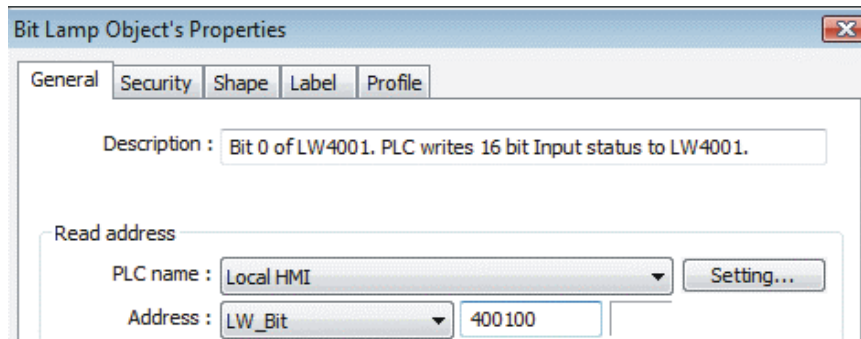 Bit Lamp Object's Properties
General Security Shape Label Profile
Description : Bit 0 of LW4001. PLC writes 16 bit Input status to LW4001.
Read address
PLC name : Local HMI Setting...
Address : LW_Bit 400100